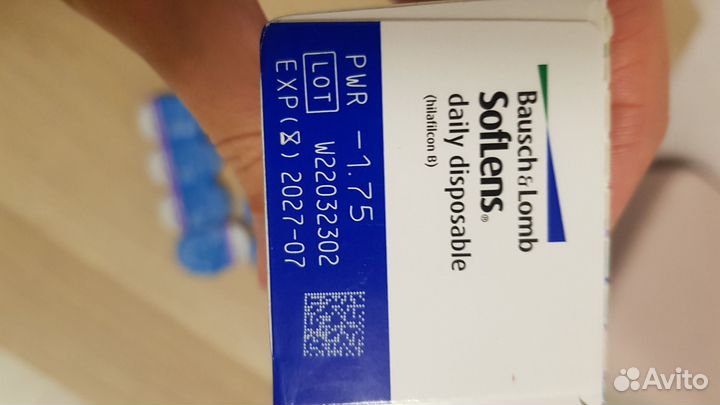 Bausch & Lomb
SofLens®
daily disposable
(hilafilcon B)
PWR -1.75
LOT W22032302
EXP(⌛) 2027-07
Avito